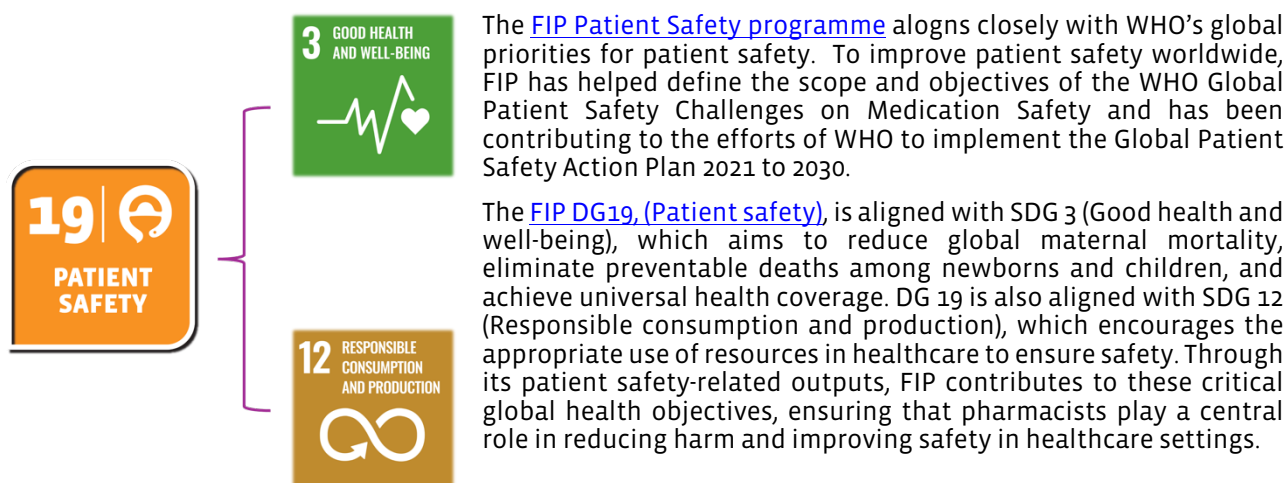 19
PATIENT
SAFETY
3 GOOD HEALTH
AND WELL-BEING
12 RESPONSIBLE
CONSUMPTION
AND PRODUCTION
The FIP Patient Safety programme alogns closely with WHO’s global
priorities for patient safety. To improve patient safety worldwide,
FIP has helped define the scope and objectives of the WHO Global
Patient Safety Challenges on Medication Safety and has been
contributing to the efforts of WHO to implement the Global Patient
Safety Action Plan 2021 to 2030.
The FIP DG19, (Patient safety), is aligned with SDG 3 (Good health and
well-being), which aims to reduce global maternal mortality,
eliminate preventable deaths among newborns and children, and
achieve universal health coverage. DG 19 is also aligned with SDG 12
(Responsible consumption and production), which encourages the
appropriate use of resources in healthcare to ensure safety. Through
its patient safety-related outputs, FIP contributes to these critical
global health objectives, ensuring that pharmacists play a central
role in reducing harm and improving safety in healthcare settings.